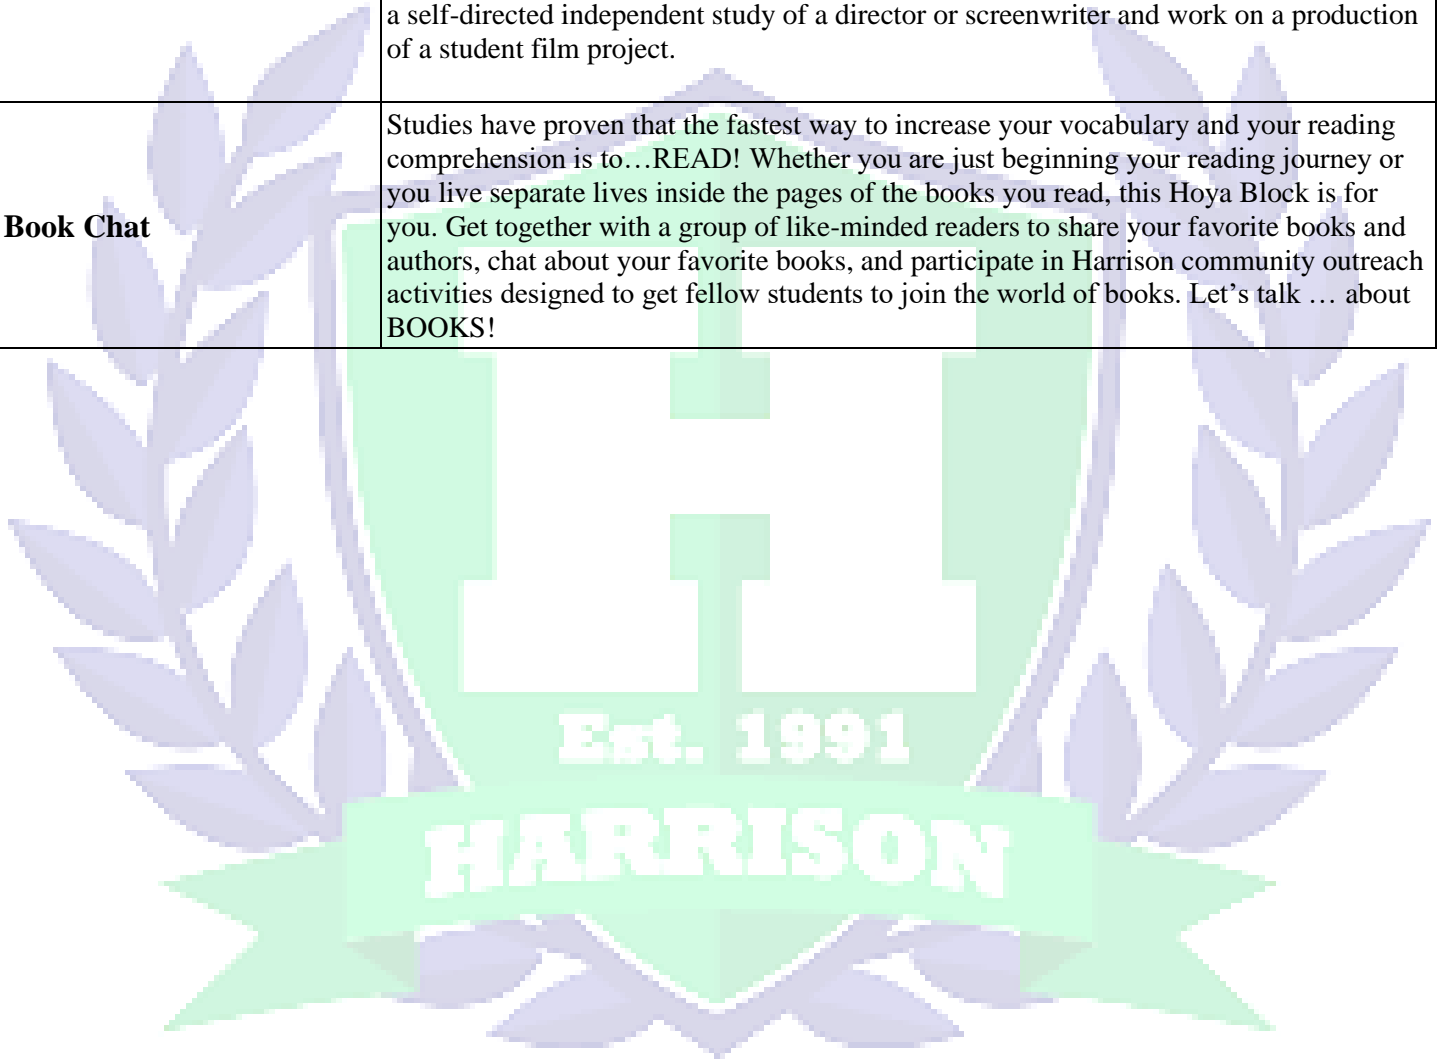 a self-directed independent study of a director or screenwriter and work on a production
of a student film project.
Book Chat
Studies have proven that the fastest way to increase your vocabulary and your reading
comprehension is to…READ! Whether you are just beginning your reading journey or
you live separate lives inside the pages of the books you read, this Hoya Block is for
you. Get together with a group of like-minded readers to share your favorite books and
authors, chat about your favorite books, and participate in Harrison community outreach
activities designed to get fellow students to join the world of books. Let’s talk … about
BOOKS!
H
Est. 1991
HARRISON